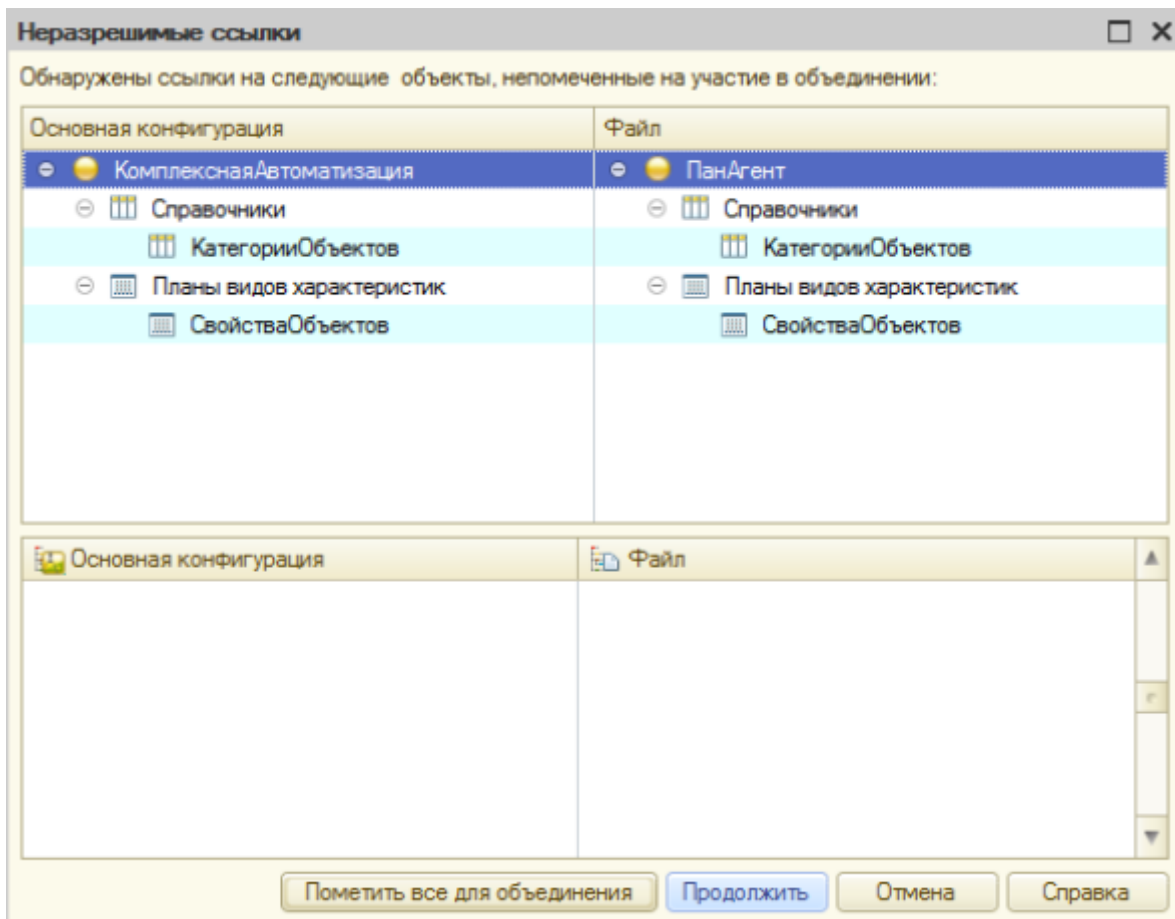 Неразрешимые ссылки
Обнаружены ссылки на следующие объекты, непомеченные на участие в объединении:
Основная конфигурация Файл
КомплекснаяАвтоматизация ПанАгент
Справочники Справочники
КатегорииОбъектов КатегорииОбъектов
Планы видов характеристик Планы видов характеристик
СвойстваОбъектов СвойстваОбъектов
Основная конфигурация Файл
Пометить все для объединения Продолжить Отмена Справка